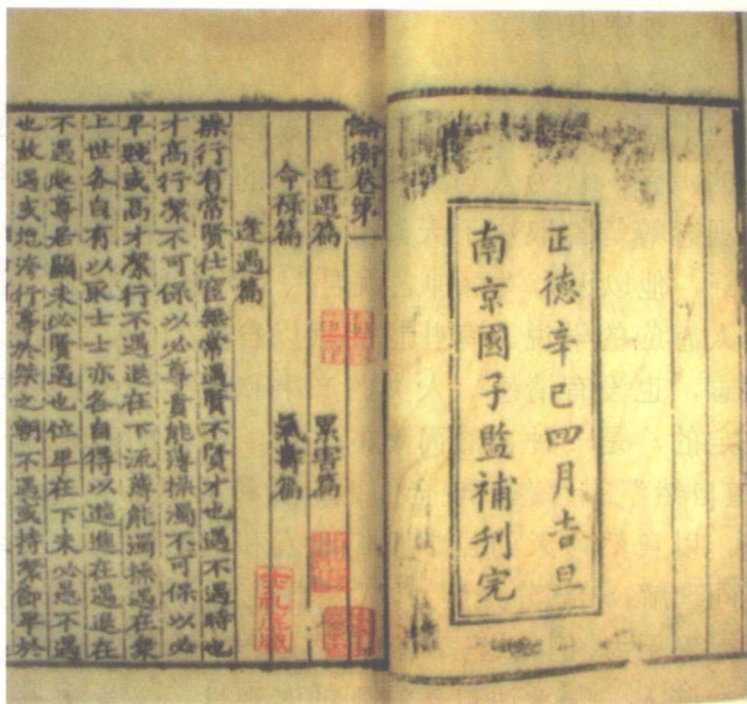 正德辛巳四月吉旦
南京國子監補刊完
論衡卷第一
逢遇篇　累害篇
命祿篇　氣壽篇
逢遇篇
操行有常賢仕宦無常遇賢不賢才也遇不遇時也
才高行潔不可保以必尊貴能薄操濁不可保以必
卑賤或高才潔行不遇退在下流薄能濁操遇在衆
上世各自有以取士士亦各自得以進進在遇退在
不遇處尊居顯未必賢遇也位卑在下未必愚不遇
也故遇或抱洿行尊於桀之朝不遇或持潔節卑於